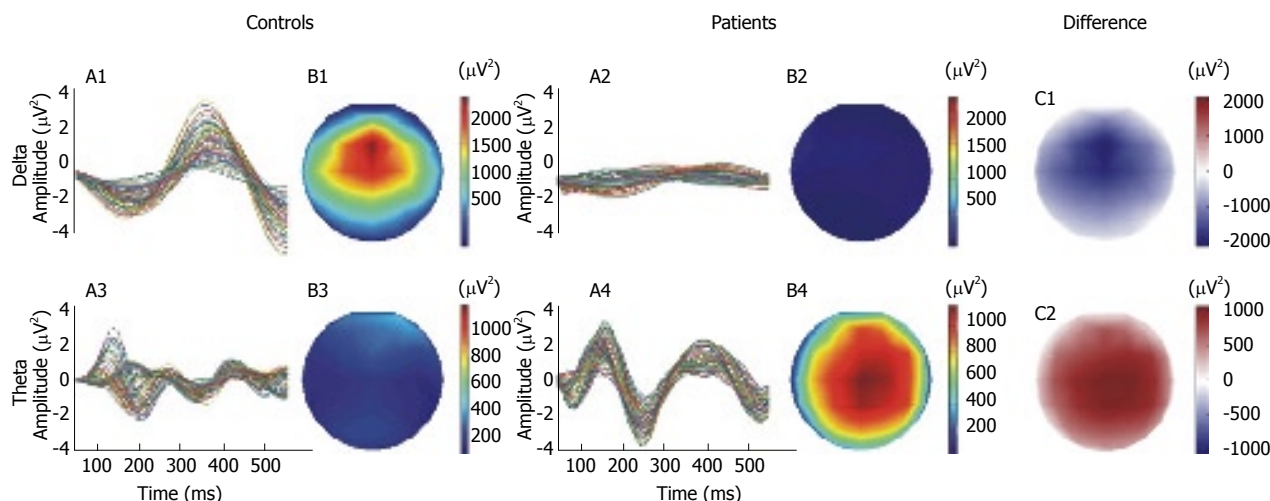 Controls
Patients
Difference
A1
B1
(μV²)
A2
B2
(μV²)
C1
(μV²)
Delta
Amplitude (μV²)
4
2
0
-2
-4
2000
1000
500
Amplitude (μV²)
4
2
0
-2
-4
2000
1000
500
2000
1000
0
-1000
-2000
A3
B3
(μV²)
A4
B4
(μV²)
C2
(μV²)
Theta
Amplitude (μV²)
4
2
0
-2
-4
1000
800
600
400
200
Amplitude (μV²)
4
2
0
-2
-4
1000
800
600
400
200
1000
500
0
-500
-1000
100 200 300 400 500
Time (ms)
100 200 300 400 500
Time (ms)